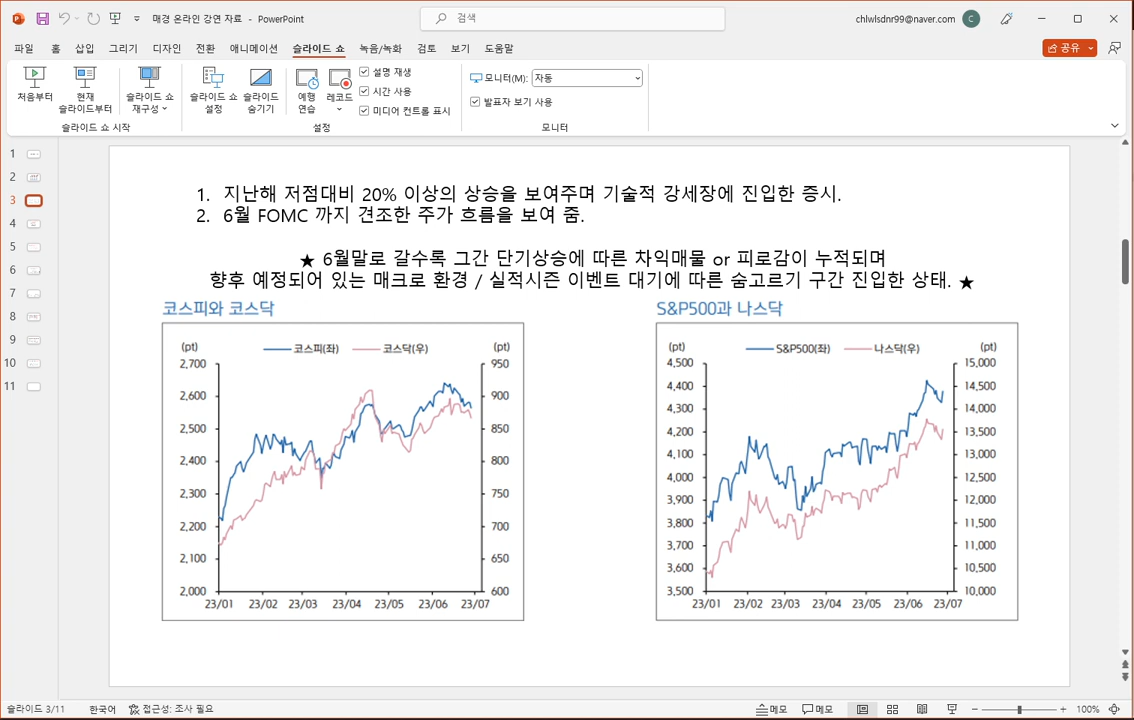 매경 온라인 강연 자료 - PowerPoint
검색
chlwlsdnr99@naver.com
C
파일 홈 삽입 그리기 디자인 전환 애니메이션 슬라이드 쇼 녹음/녹화 검토 보기 도움말
공유
처음부터
현재 슬라이드부터
슬라이드 쇼 재구성
슬라이드 쇼 설정
슬라이드 숨기기
예행 연습
레코드
설명 재생
시간 사용
미디어 컨트롤 표시
모니터(M): 자동
발표자 보기 사용
슬라이드 쇼 시작
설정
모니터
1
2
3
4
5
6
7
8
9
10
11
1. 지난해 저점대비 20% 이상의 상승을 보여주며 기술적 강세장에 진입한 증시.
2. 6월 FOMC 까지 견조한 주가 흐름을 보여 줌.
★ 6월말로 갈수록 그간 단기상승에 따른 차익매물 or 피로감이 누적되며
향후 예정되어 있는 매크로 환경 / 실적시즌 이벤트 대기에 따른 숨고르기 구간 진입한 상태. ★
코스피와 코스닥
(pt) 코스피(좌) 코스닥(우) (pt)
2,700 950
2,600 900
2,500 850
2,400 800
2,300 750
2,200 700
2,100 650
2,000 600
23/01 23/02 23/03 23/04 23/05 23/06 23/07
S&P500과 나스닥
(pt) S&P500(좌) 나스닥(우) (pt)
4,500 15,000
4,400 14,500
4,300 14,000
4,200 13,500
4,100 13,000
4,000 12,500
3,900 12,000
3,800 11,500
3,700 11,000
3,600 10,500
3,500 10,000
23/01 23/02 23/03 23/04 23/05 23/06 23/07
슬라이드 3/11 한국어 접근성: 조사 필요
메모 메모 100%